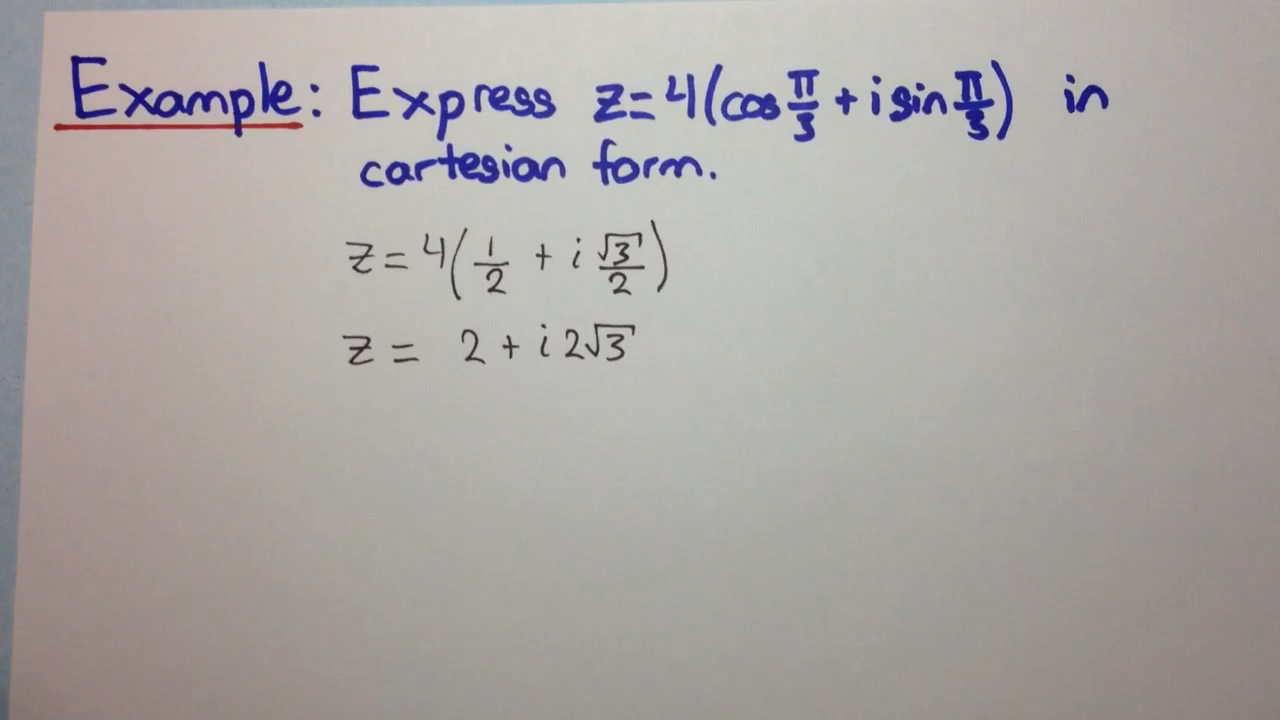 Example: Express z=4(cos π/3 + i sin π/3) in
cartesian form.
z=4(1/2 + i √3/2)
z= 2 + i 2√3